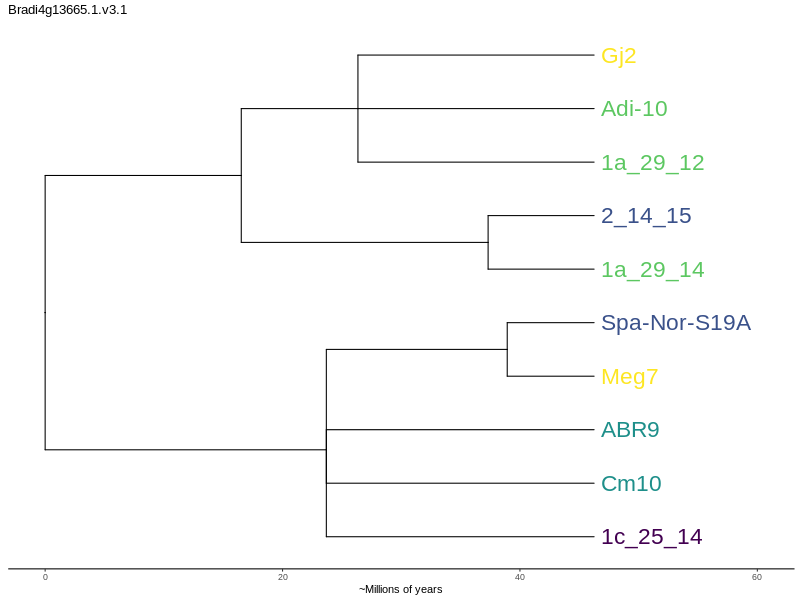 Bradi4g13665.1.v3.1
Gj2
Adi-10
1a_29_12
2_14_15
1a_29_14
Spa-Nor-S19A
Meg7
ABR9
Cm10
1c_25_14
0 20 40 60
~Millions of years